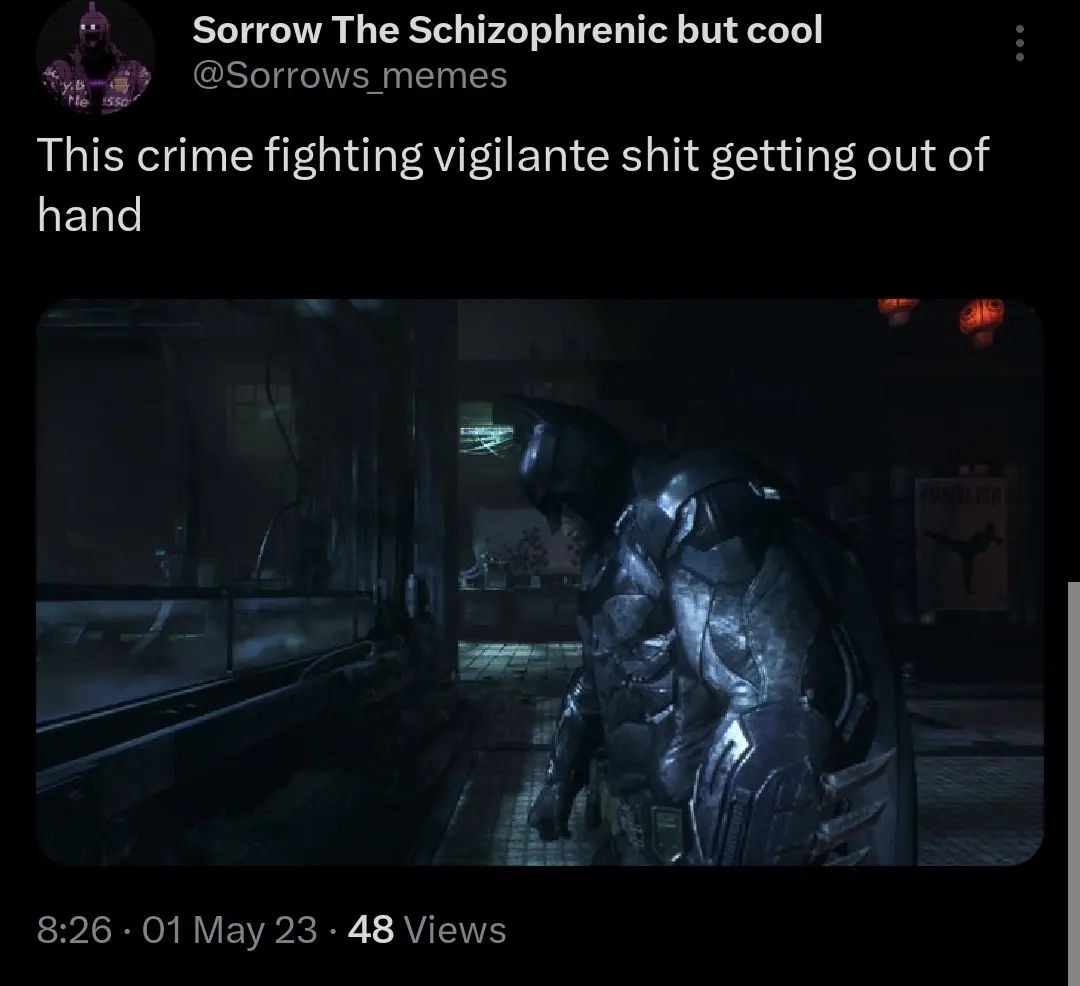 Sorrow The Schizophrenic but cool
@Sorrows_memes
This crime fighting vigilante shit getting out of
hand
8:26 · 01 May 23 · 48 Views